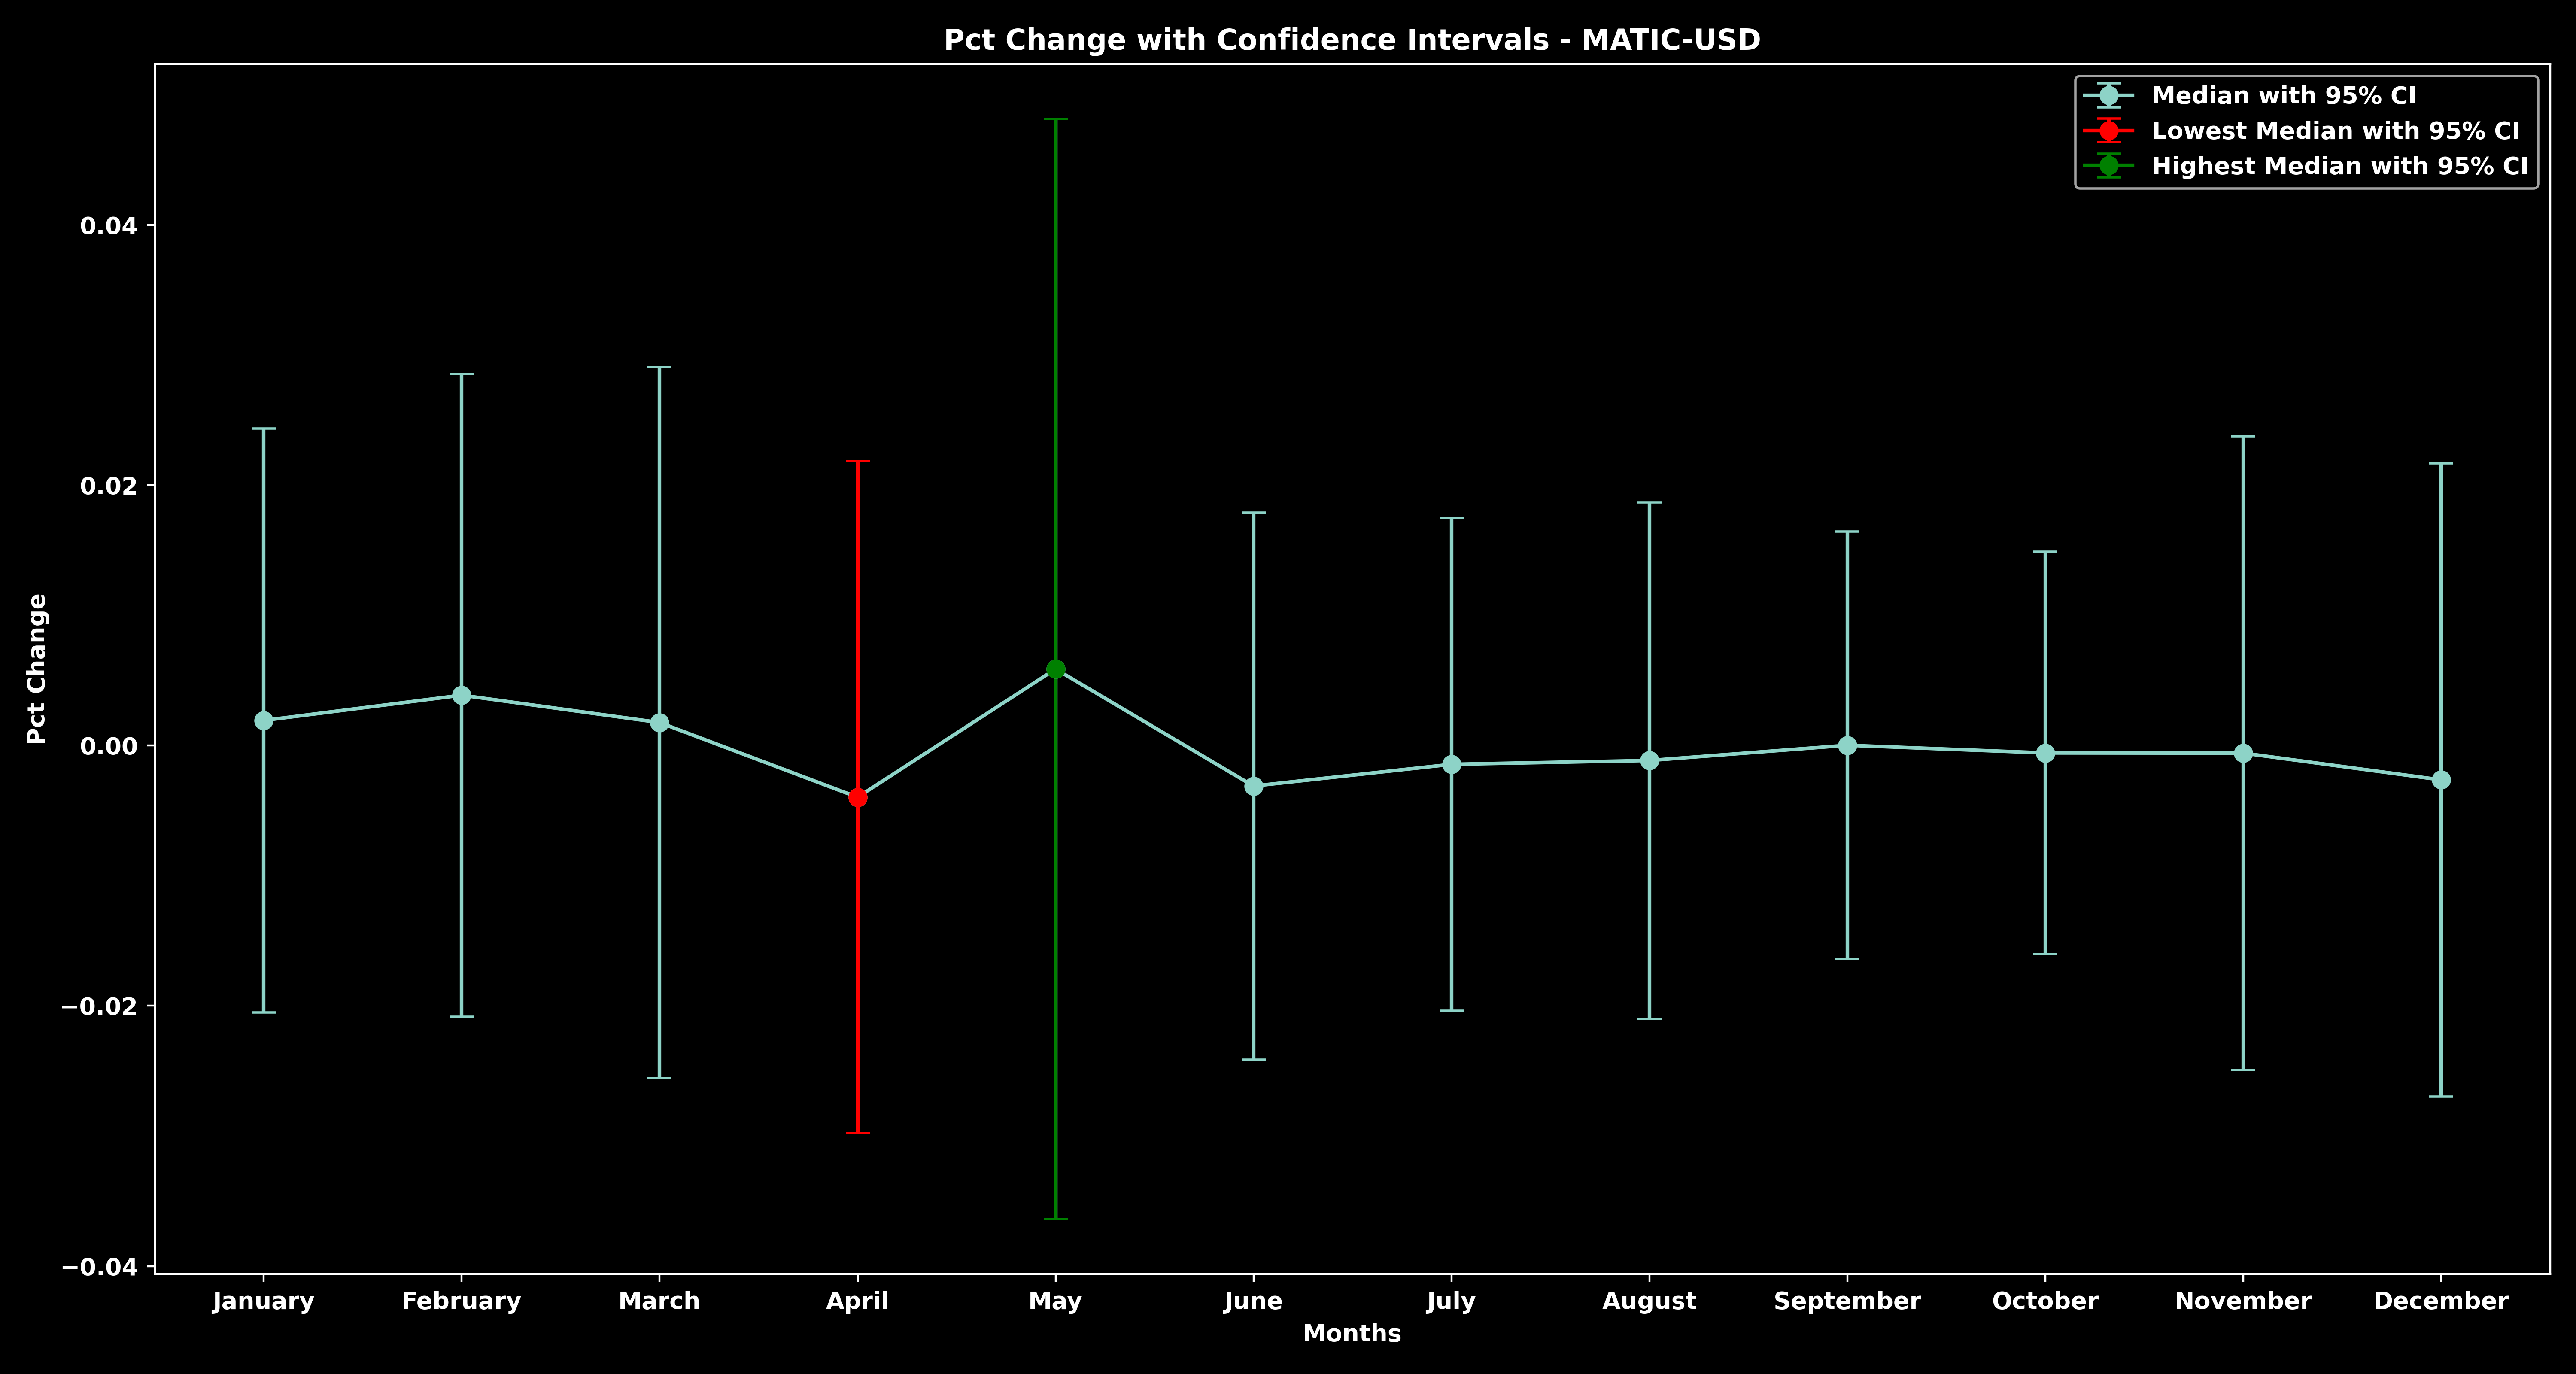 Pct Change with Confidence Intervals - MATIC-USD
Median with 95% CI
Lowest Median with 95% CI
Highest Median with 95% CI
Pct Change
0.04
0.02
0.00
−0.02
−0.04
January February March April May June July August September October November December
Months